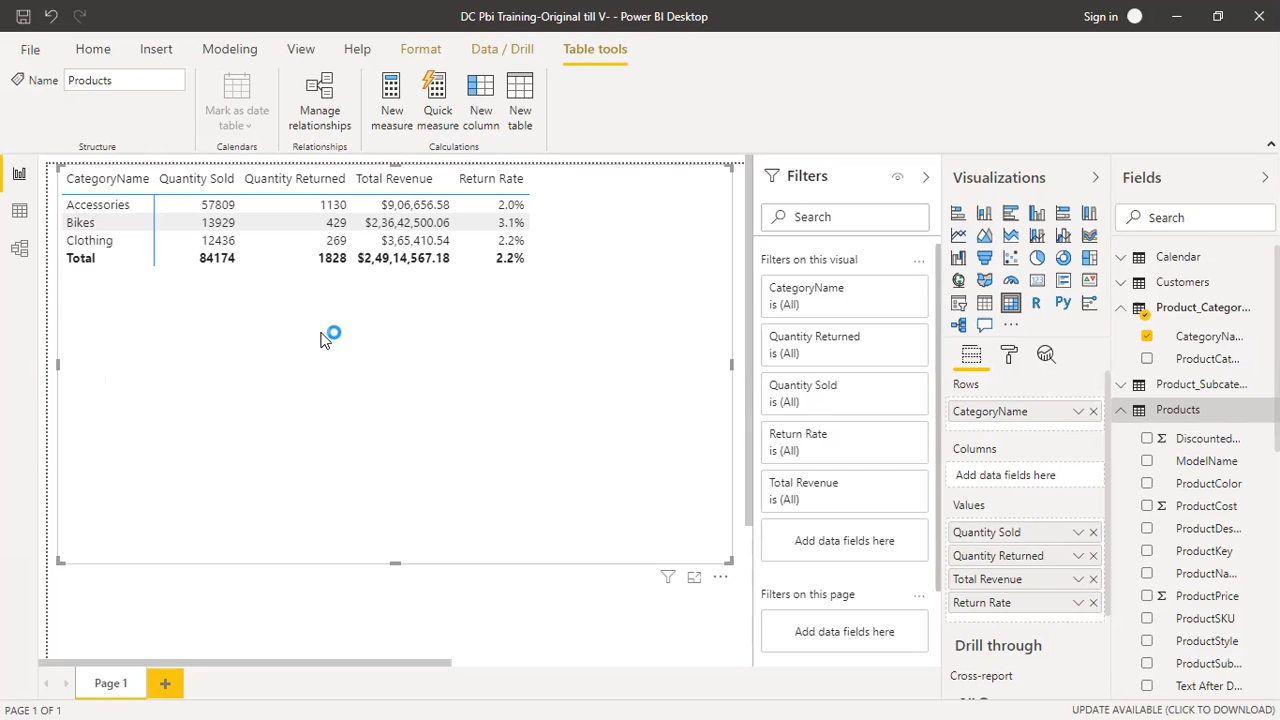 DC Pbi Training-Original till V- - Power BI Desktop
Sign in
File Home Insert Modeling View Help Format Data / Drill Table tools
Name Products
Mark as date table
Manage relationships
New measure
Quick measure
New column
New table
Structure Calendars Relationships Calculations
CategoryName Quantity Sold Quantity Returned Total Revenue Return Rate
Accessories 57809 1130 $9,06,656.58 2.0%
Bikes 13929 429 $2,36,42,500.06 3.1%
Clothing 12436 269 $3,65,410.54 2.2%
Total 84174 1828 $2,49,14,567.18 2.2%
Filters
Search
Filters on this visual ...
CategoryName
is (All)
Quantity Returned
is (All)
Quantity Sold
is (All)
Return Rate
is (All)
Total Revenue
is (All)
Add data fields here
Filters on this page ...
Add data fields here
Visualizations
R Py
...
Rows
CategoryName
Columns
Add data fields here
Values
Quantity Sold
Quantity Returned
Total Revenue
Return Rate
Drill through
Cross-report
Fields
Search
Calendar
Customers
Product_Categor...
CategoryNa...
ProductCat...
Product_Subcate...
Products
Discounted...
ModelName
ProductColor
ProductCost
ProductDes...
ProductKey
ProductNa...
ProductPrice
ProductSKU
ProductStyle
ProductSub...
Text After D...
Page 1
PAGE 1 OF 1
UPDATE AVAILABLE (CLICK TO DOWNLOAD)